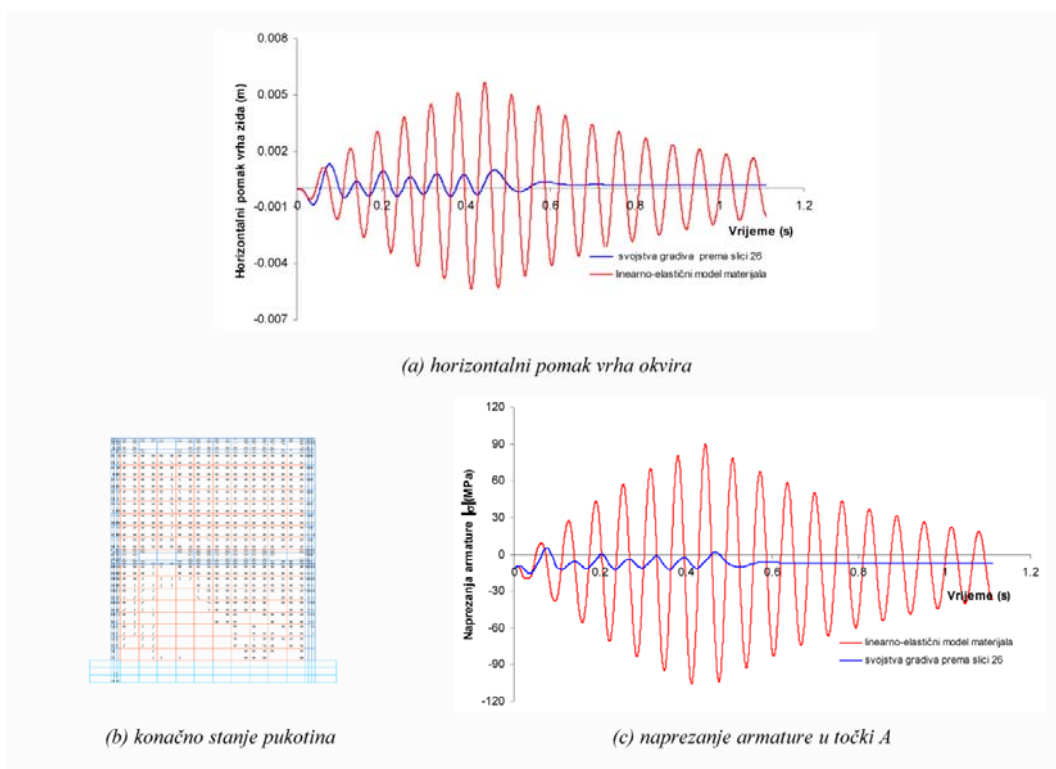 0.008
0.005
0.002
-0.001
-0.004
-0.007
Horizontalni pomak vrha zida (m)
0 0.2 0.4 0.6 0.8 1 1.2
Vrijeme (s)
svojstva gradiva prema slici 26
linearno-elastični model materijala
(a) horizontalni pomak vrha okvira
120
90
60
30
0
-30
-60
-90
-120
Naprezanja armature |σ|(MPa)
0 0.2 0.4 0.6 0.8 1 1.2
Vrijeme (s)
linearno-elastični model materijala
svojstva gradiva prema slici 26
(b) konačno stanje pukotina
(c) naprezanje armature u točki A